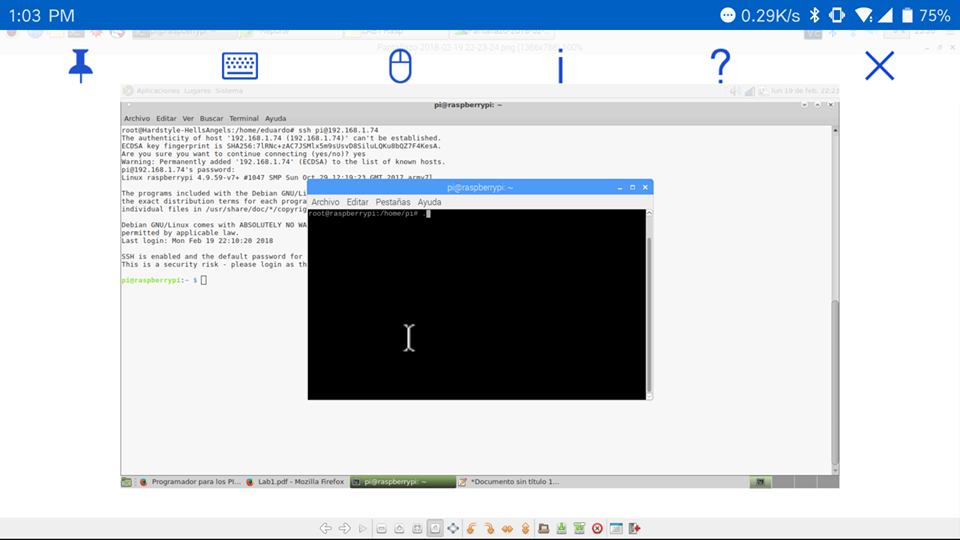 1:03 PM
0.29K/s
75%
Pantallazo-2018-02-19 22-23-24.png
Aplicaciones Lugares Sistema
lun 19 de feb, 22:23
pi@raspberrypi: ~
Archivo Editar Ver Buscar Terminal Ayuda
root@Hardstyle-HellsAngels:/home/eduardo# ssh pi@192.168.1.74
The authenticity of host '192.168.1.74 (192.168.1.74)' can't be established.
ECDSA key fingerprint is SHA256:7lRNc+zAC7JSMlx5m9sUsvD8SiluLQKu8bQZ7F4KesA.
Are you sure you want to continue connecting (yes/no)? yes
Warning: Permanently added '192.168.1.74' (ECDSA) to the list of known hosts.
pi@192.168.1.74's password:
Linux raspberrypi 4.9.59-v7+ #1047 SMP Sun Oct 29 12:19:23 GMT 2017 armv7l
The programs included with the Debian GNU/Li
the exact distribution terms for each progra
individual files in /usr/share/doc/*/copyrig
Debian GNU/Linux comes with ABSOLUTELY NO WA
permitted by applicable law.
Last login: Mon Feb 19 22:10:20 2018
SSH is enabled and the default password for
This is a security risk - please login as th
pi@raspberrypi:~ $
pi@raspberrypi: ~
Archivo Editar Pestañas Ayuda
root@raspberrypi:/home/pi# .
Programador para los PI... Lab1.pdf - Mozilla Firefox pi@raspberrypi: ~ *Documento sin título 1...